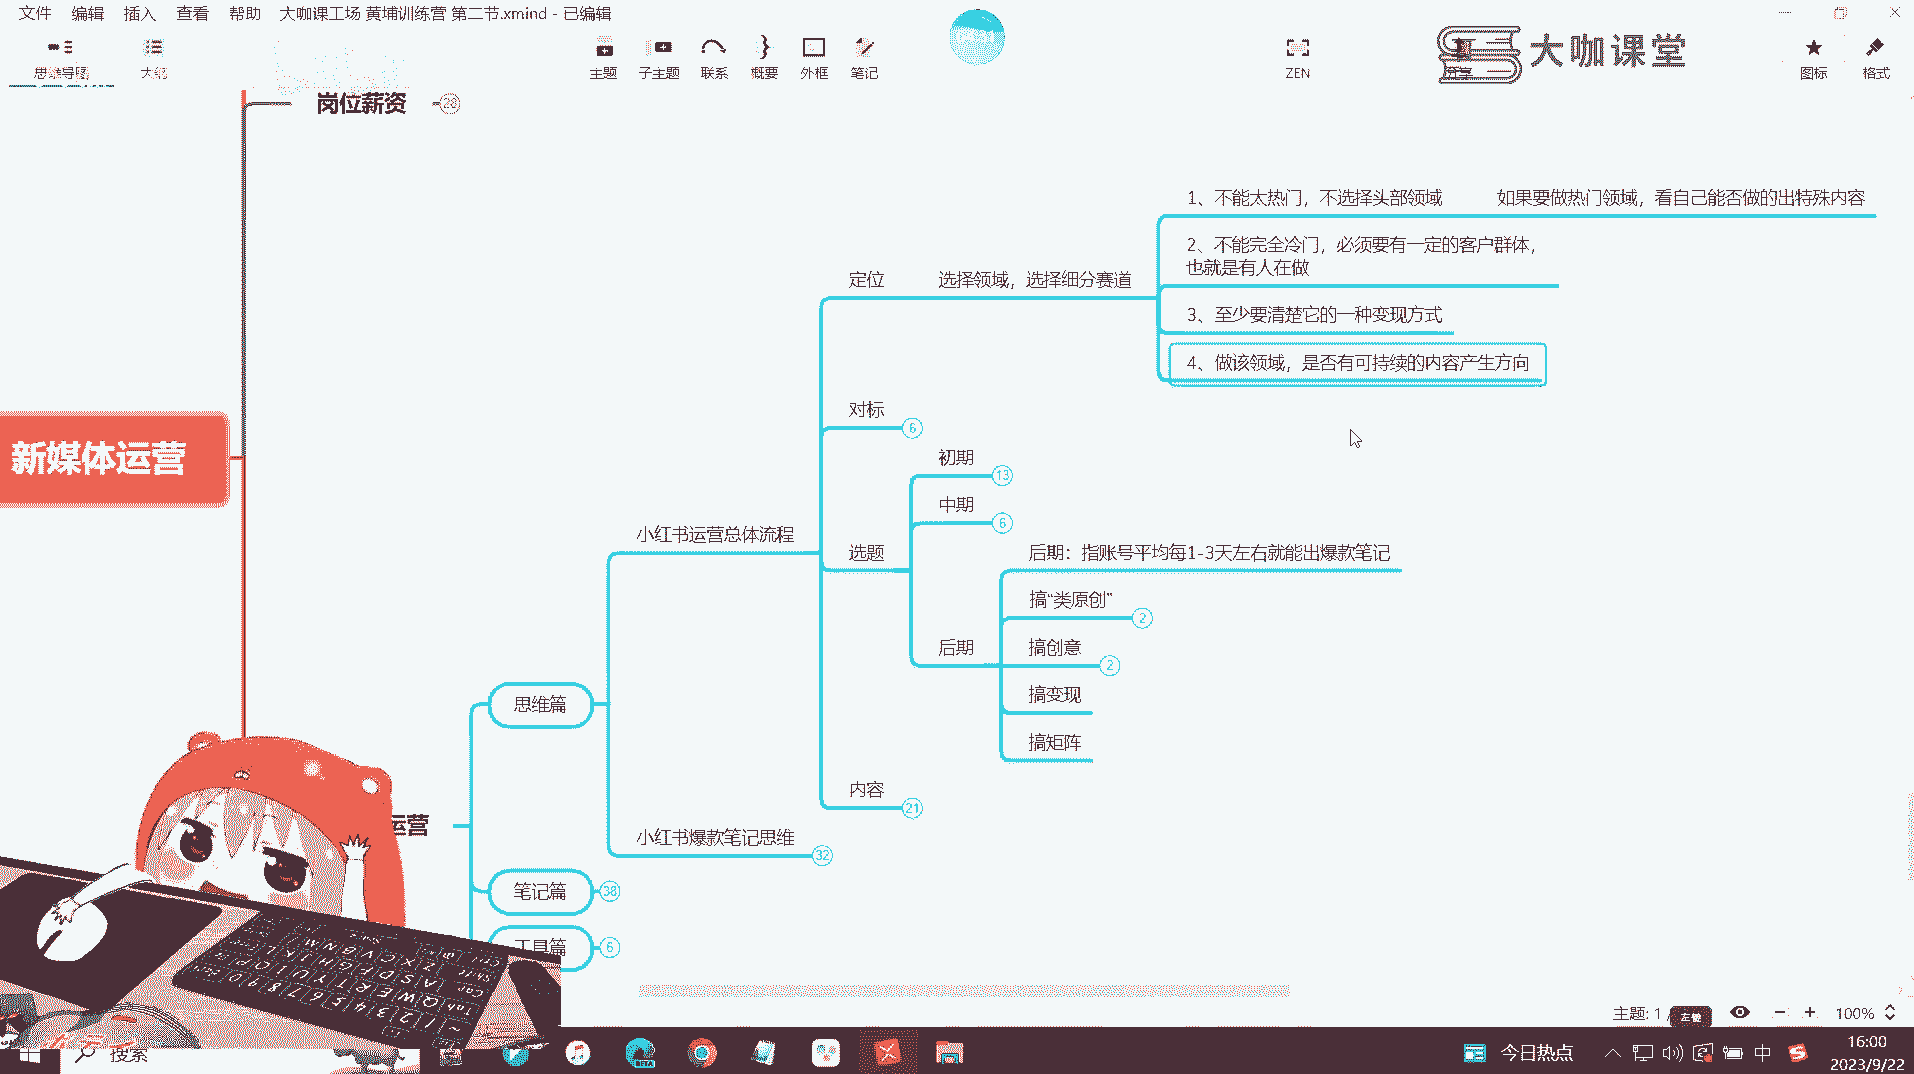 文件 编辑 插入 查看 帮助 大咖课工场 黄埔训练营 第二节.xmind - 已编辑
思维导图 大纲 主题 子主题 联系 概要 外框 笔记 ZEN 分享 图标 格式
大咖课堂
岗位薪资 28
新媒体运营
运营
思维篇
小红书运营总体流程
定位 选择领域，选择细分赛道
1、不能太热门，不选择头部领域 如果要做热门领域，看自己能否做的出特殊内容
2、不能完全冷门，必须要有一定的客户群体，
也就是有人在做
3、至少要清楚它的一种变现方式
4、做该领域，是否有可持续的内容产生方向
对标 6
选题
初期 13
中期 6
后期
后期：指账号平均每1-3天左右就能出爆款笔记
搞“类原创” 2
搞创意 2
搞变现
搞矩阵
内容 21
小红书爆款笔记思维 32
笔记篇 38
工具篇 6
主题: 1 / 左键 100%
搜索 BETA 今日热点 中 16:00
2023/9/22